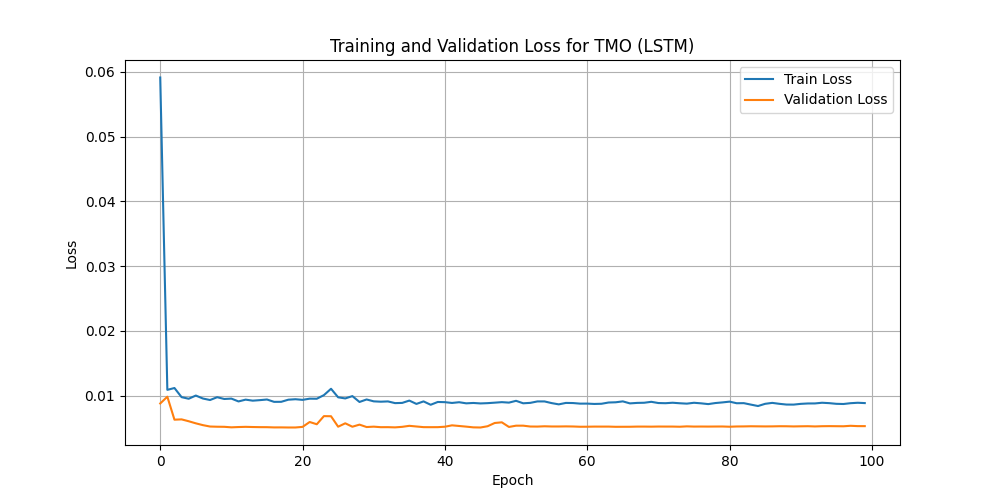 Training and Validation Loss for TMO (LSTM)
Train Loss
Validation Loss
Loss
0.06
0.05
0.04
0.03
0.02
0.01
0
20
40
60
80
100
Epoch